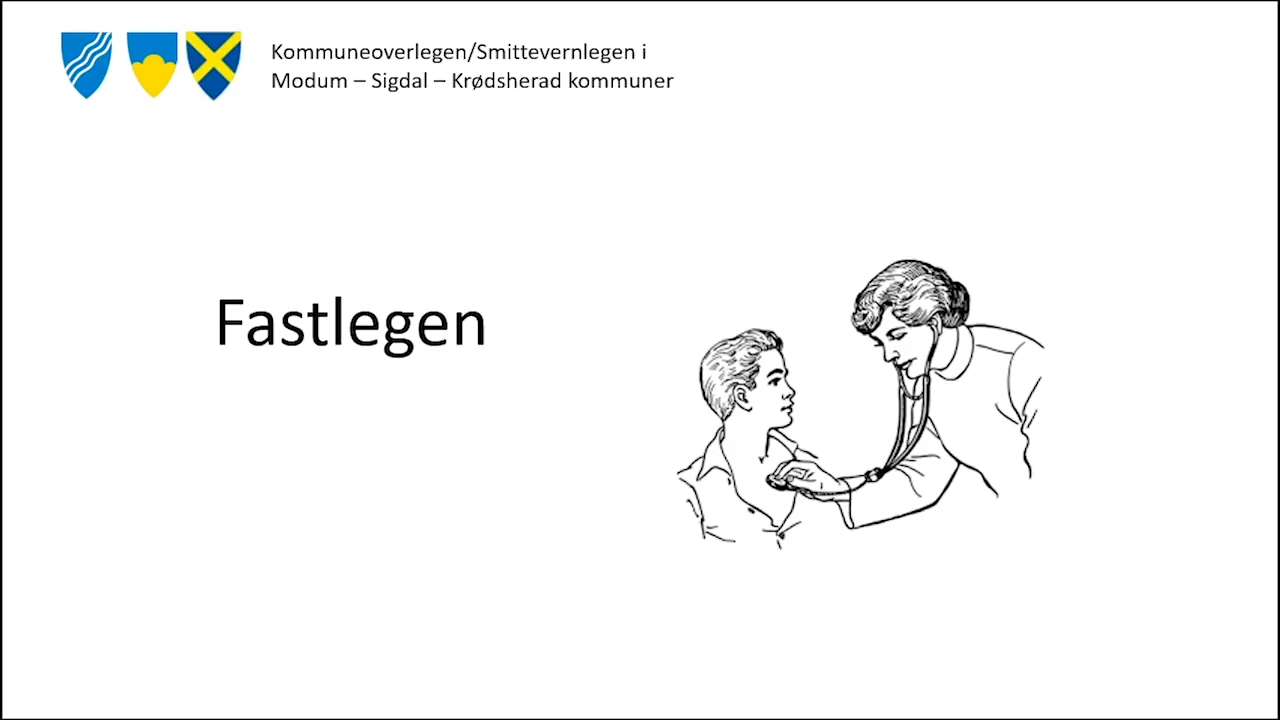 Kommuneoverlegen/Smittevernlegen i
Modum – Sigdal – Krødsherad kommuner
Fastlegen